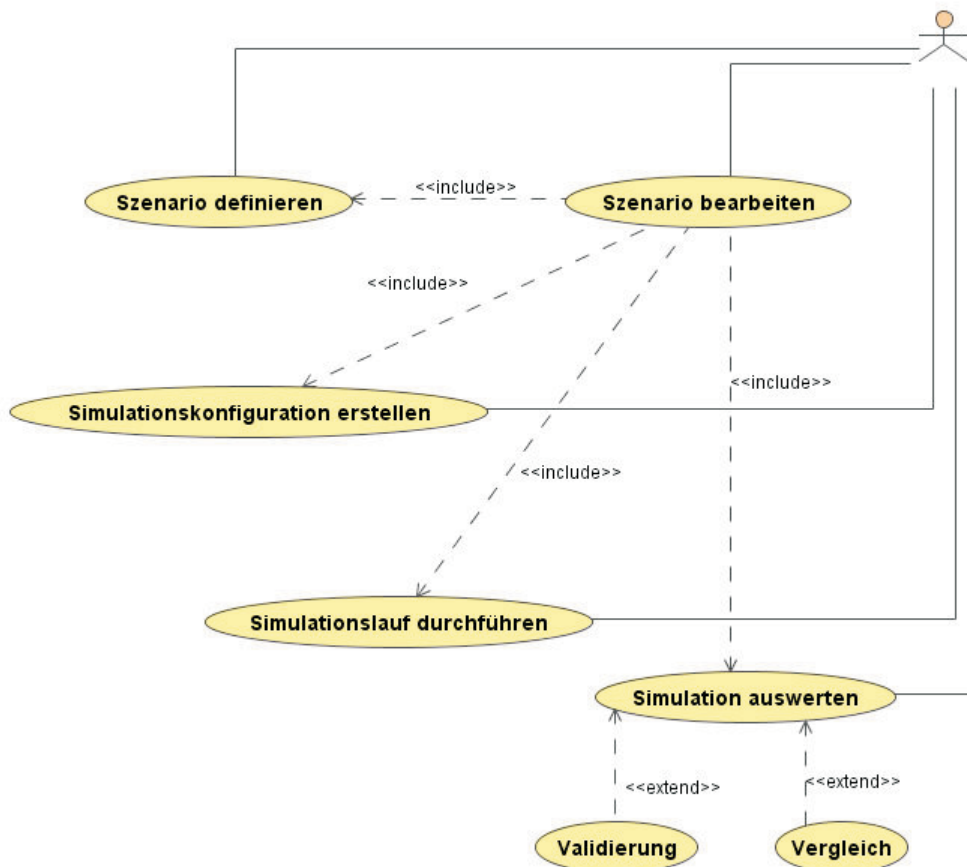 <<include>>
Szenario definieren
Szenario bearbeiten
<<include>>
<<include>>
Simulationskonfiguration erstellen
<<include>>
Simulationslauf durchführen
Simulation auswerten
<<extend>>
<<extend>>
Validierung
Vergleich